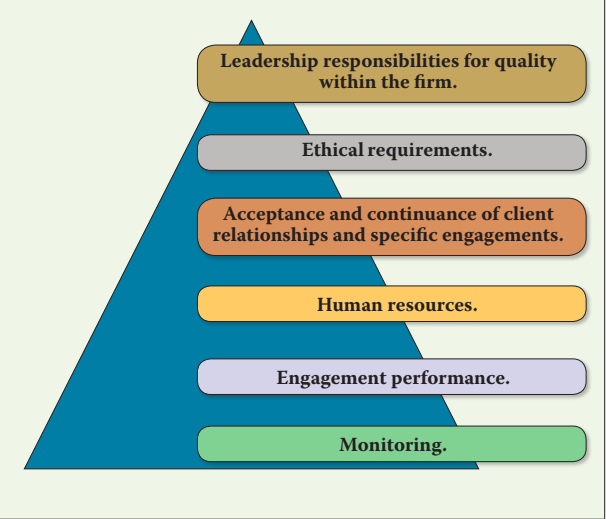 Leadership responsibilities for quality
within the firm.
Ethical requirements.
Acceptance and continuance of client
relationships and specific engagements.
Human resources.
Engagement performance.
Monitoring.